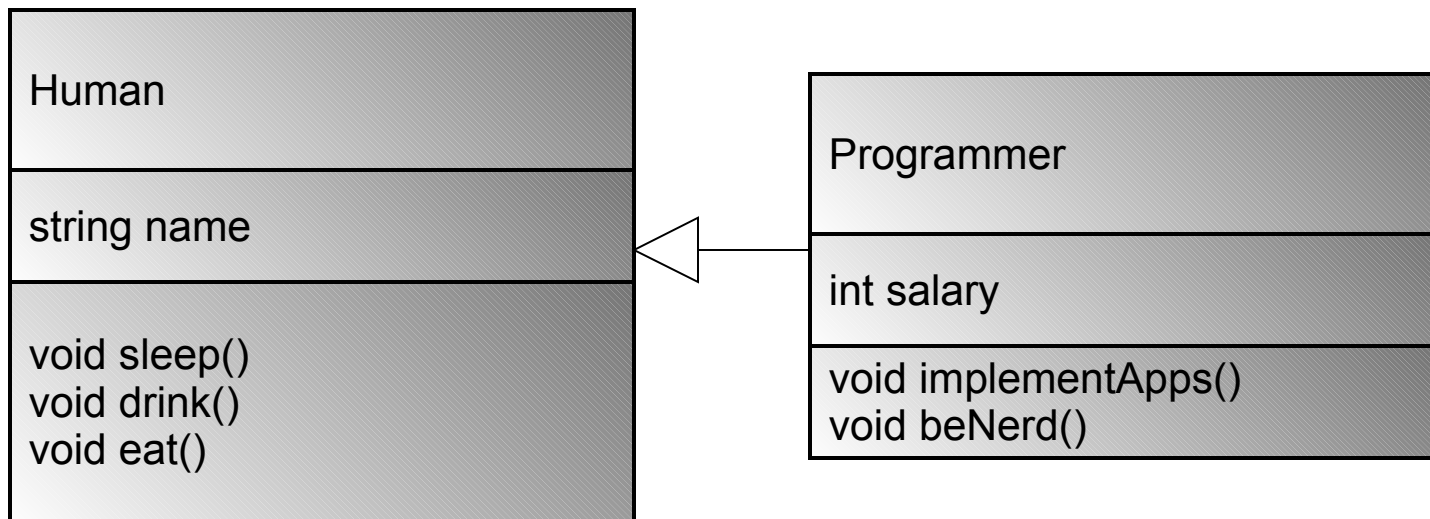 Human
string name
void sleep()
void drink()
void eat()
Programmer
int salary
void implementApps()
void beNerd()